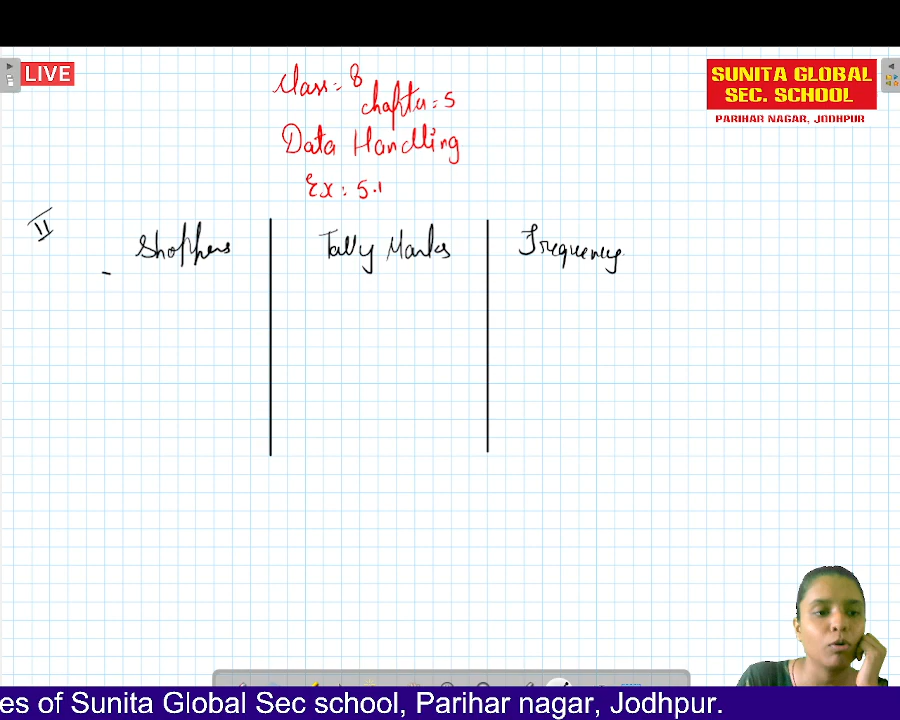 LIVE
Class = 8
Chapter = 5
Data Handling
Ex : 5.1
SUNITA GLOBAL
SEC. SCHOOL
PARIHAR NAGAR, JODHPUR
II
Shoppers
Tally Marks
Frequency
es of Sunita Global Sec school, Parihar nagar, Jodhpur.